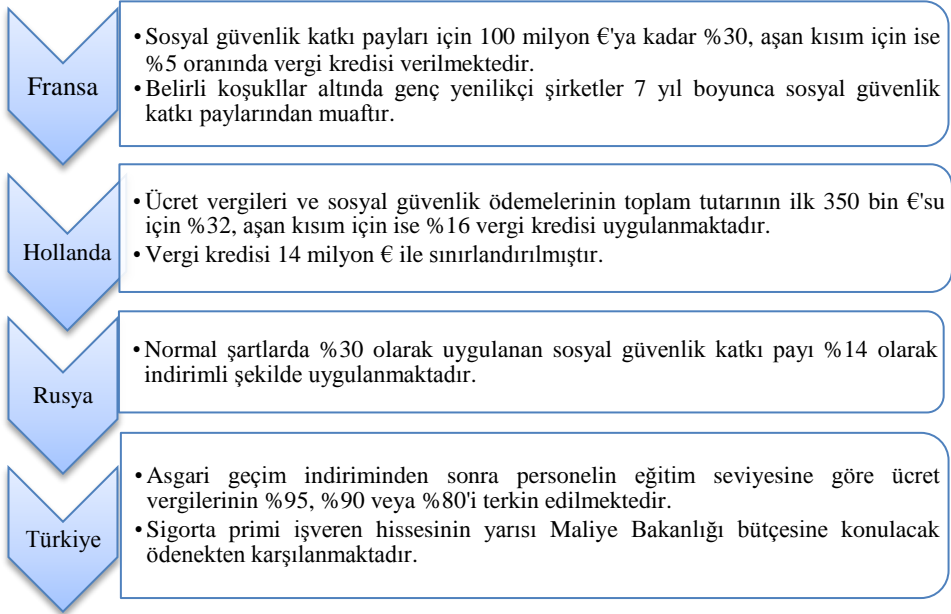 Fransa
• Sosyal güvenlik katkı payları için 100 milyon €'ya kadar %30, aşan kısım için ise
%5 oranında vergi kredisi verilmektedir.
• Belirli koşukllar altında genç yenilikçi şirketler 7 yıl boyunca sosyal güvenlik
katkı paylarından muaftır.
Hollanda
• Ücret vergileri ve sosyal güvenlik ödemelerinin toplam tutarının ilk 350 bin €'su
için %32, aşan kısım için ise %16 vergi kredisi uygulanmaktadır.
• Vergi kredisi 14 milyon € ile sınırlandırılmıştır.
Rusya
• Normal şartlarda %30 olarak uygulanan sosyal güvenlik katkı payı %14 olarak
indirimli şekilde uygulanmaktadır.
Türkiye
• Asgari geçim indiriminden sonra personelin eğitim seviyesine göre ücret
vergilerinin %95, %90 veya %80'i terkin edilmektedir.
• Sigorta primi işveren hissesinin yarısı Maliye Bakanlığı bütçesine konulacak
ödenekten karşılanmaktadır.